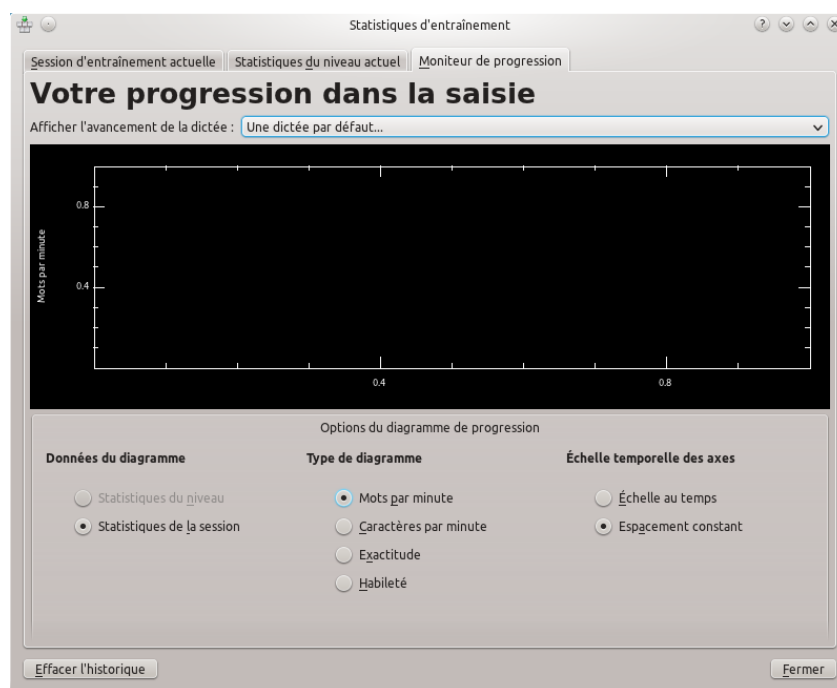 Statistiques d'entraînement
Session d'entraînement actuelle Statistiques du niveau actuel Moniteur de progression
Votre progression dans la saisie
Afficher l'avancement de la dictée : Une dictée par défaut...
Mots par minute
0.8
0.4
0.4 0.8
Options du diagramme de progression
Données du diagramme Type de diagramme Échelle temporelle des axes
Statistiques du niveau Mots par minute Échelle au temps
Statistiques de la session Caractères par minute Espacement constant
Exactitude
Habileté
Effacer l'historique Fermer